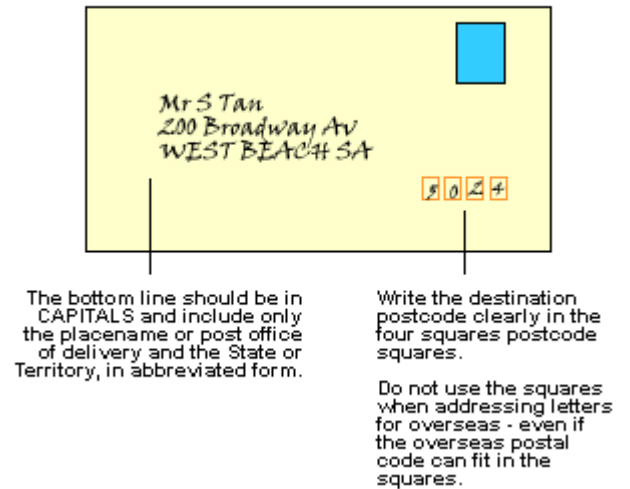 Mr S Tan
200 Broadway Av
WEST BEACH SA
5 0 2 4
The bottom line should be in
CAPITALS and include only
the placename or post office
of delivery and the State or
Territory, in abbreviated form.
Write the destination
postcode clearly in the
four squares postcode
squares.
Do not use the squares
when addressing letters
for overseas - even if
the overseas postal
code can fit in the
squares.